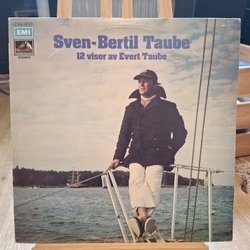 EMI
Sven-Bertil Taube
12 visor av Evert Taube